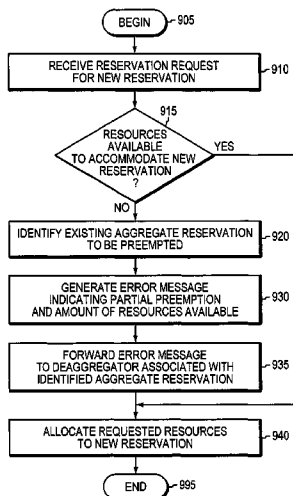 BEGIN
905
RECEIVE RESERVATION REQUEST
FOR NEW RESERVATION
910
915
RESOURCES
AVAILABLE
TO ACCOMMODATE NEW
RESERVATION
?
YES
NO
IDENTIFY EXISTING AGGREGATE RESERVATION
TO BE PREEMPTED
920
GENERATE ERROR MESSAGE
INDICATING PARTIAL PREEMPTION
AND AMOUNT OF RESOURCES AVAILABLE
930
FORWARD ERROR MESSAGE
TO DEAGGREGATOR ASSOCIATED WITH
IDENTIFIED AGGREGATE RESERVATION
935
ALLOCATE REQUESTED RESOURCES
TO NEW RESERVATION
940
END
995